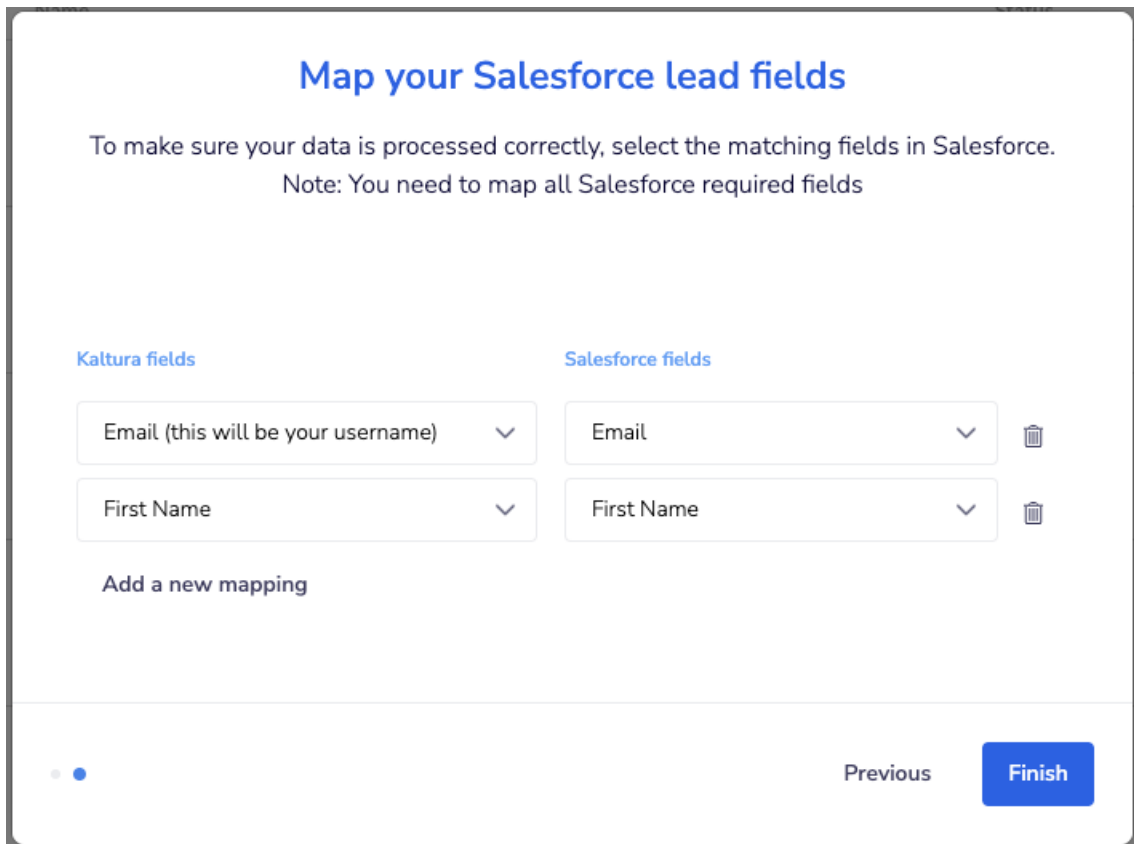 Map your Salesforce lead fields
To make sure your data is processed correctly, select the matching fields in Salesforce.
Note: You need to map all Salesforce required fields
Kaltura fields
Salesforce fields
Email (this will be your username)
Email
First Name
First Name
Add a new mapping
Previous
Finish